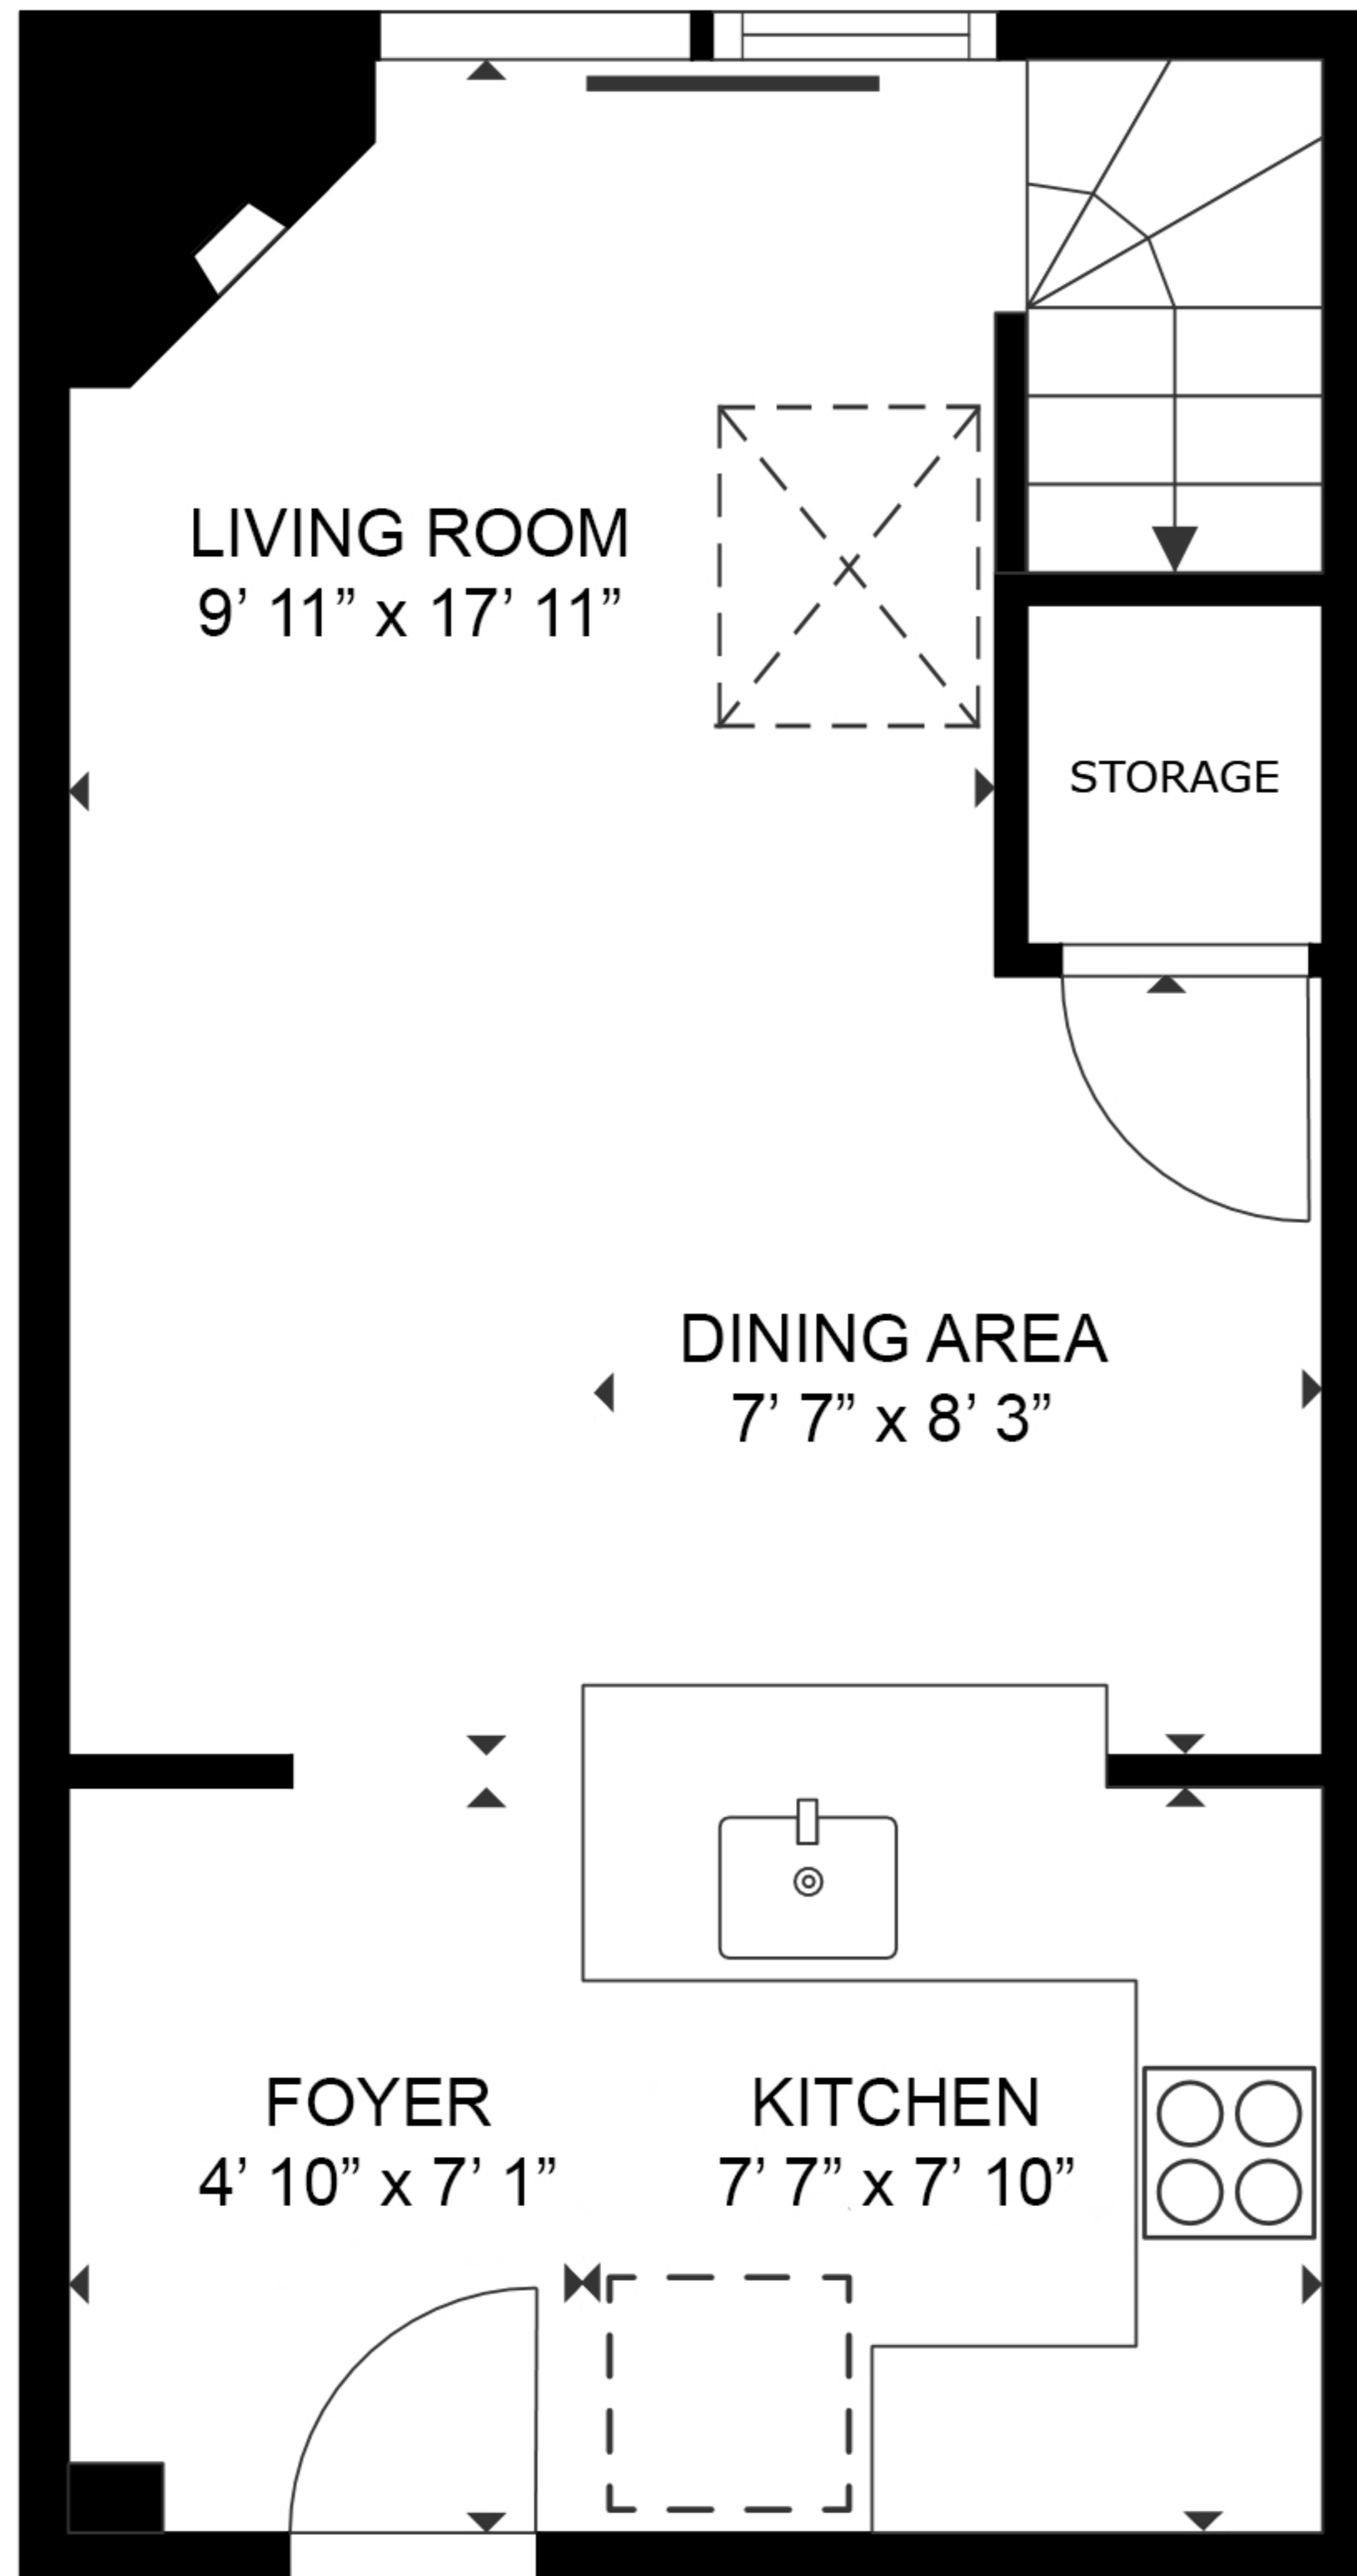 LIVING ROOM
9’ 11” x 17’ 11”
STORAGE
DINING AREA
7’ 7” x 8’ 3”
FOYER
4’ 10” x 7’ 1”
KITCHEN
7’ 7” x 7’ 10”